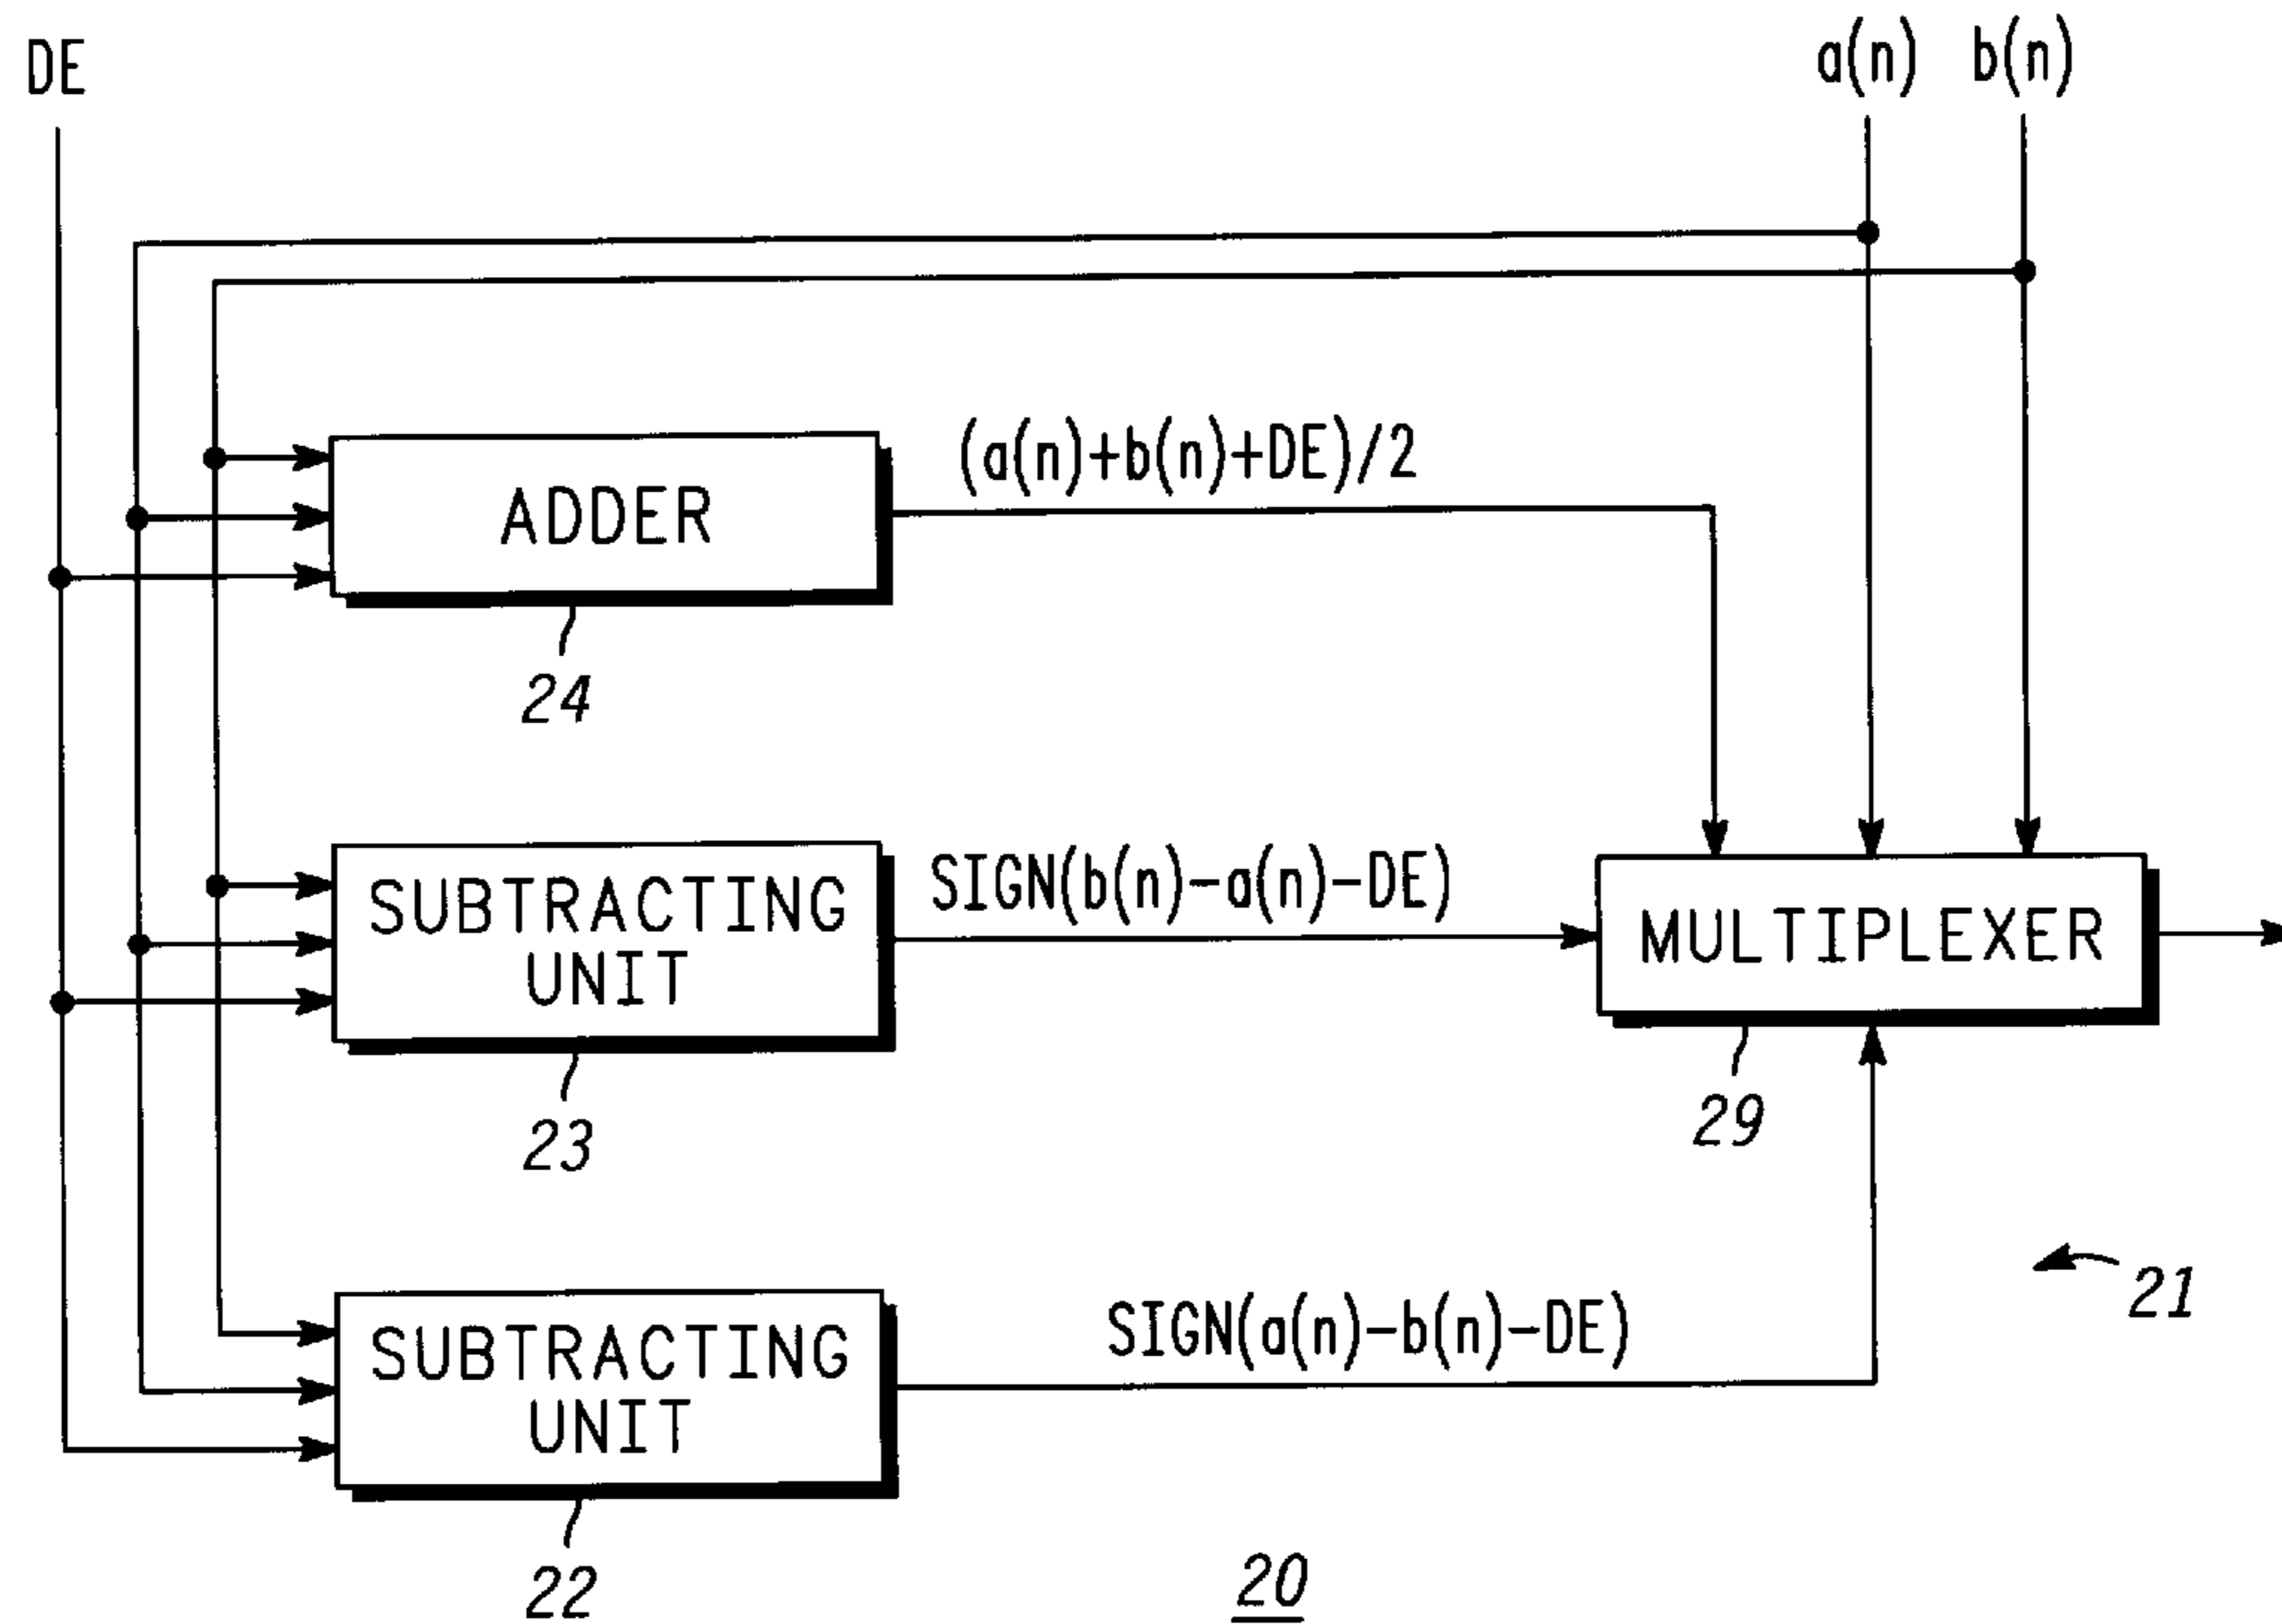 DE
a(n) b(n)
(a(n)+b(n)+DE)/2
ADDER
24
SUBTRACTING
UNIT
SIGN(b(n)-a(n)-DE)
MULTIPLEXER
23
29
SUBTRACTING
UNIT
SIGN(a(n)-b(n)-DE)
21
22
20